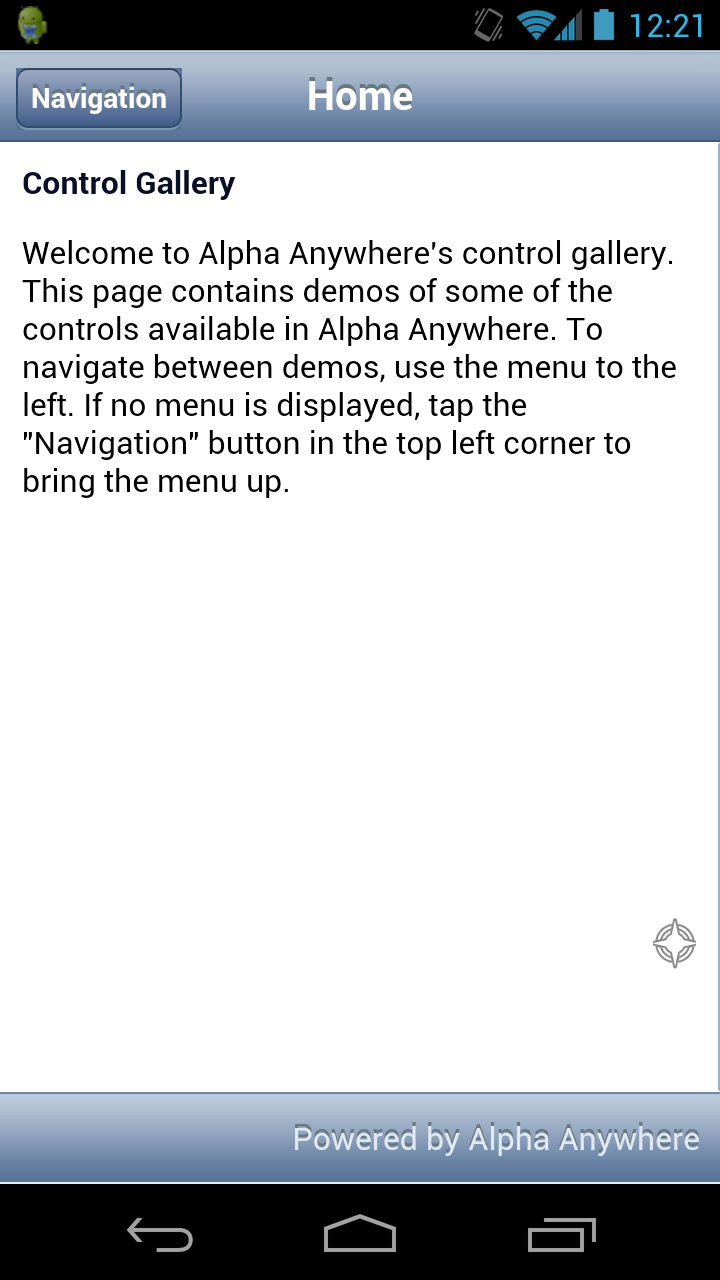 12:21
Navigation
Home
Control Gallery
Welcome to Alpha Anywhere's control gallery.
This page contains demos of some of the
controls available in Alpha Anywhere. To
navigate between demos, use the menu to the
left. If no menu is displayed, tap the
"Navigation" button in the top left corner to
bring the menu up.
Powered by Alpha Anywhere